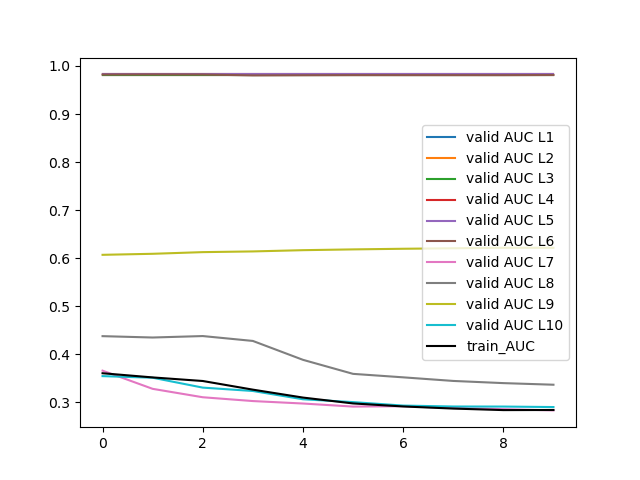 1.0
0.9
0.8
0.7
0.6
0.5
0.4
0.3
0 2 4 6 8
valid AUC L1
valid AUC L2
valid AUC L3
valid AUC L4
valid AUC L5
valid AUC L6
valid AUC L7
valid AUC L8
valid AUC L9
valid AUC L10
train_AUC